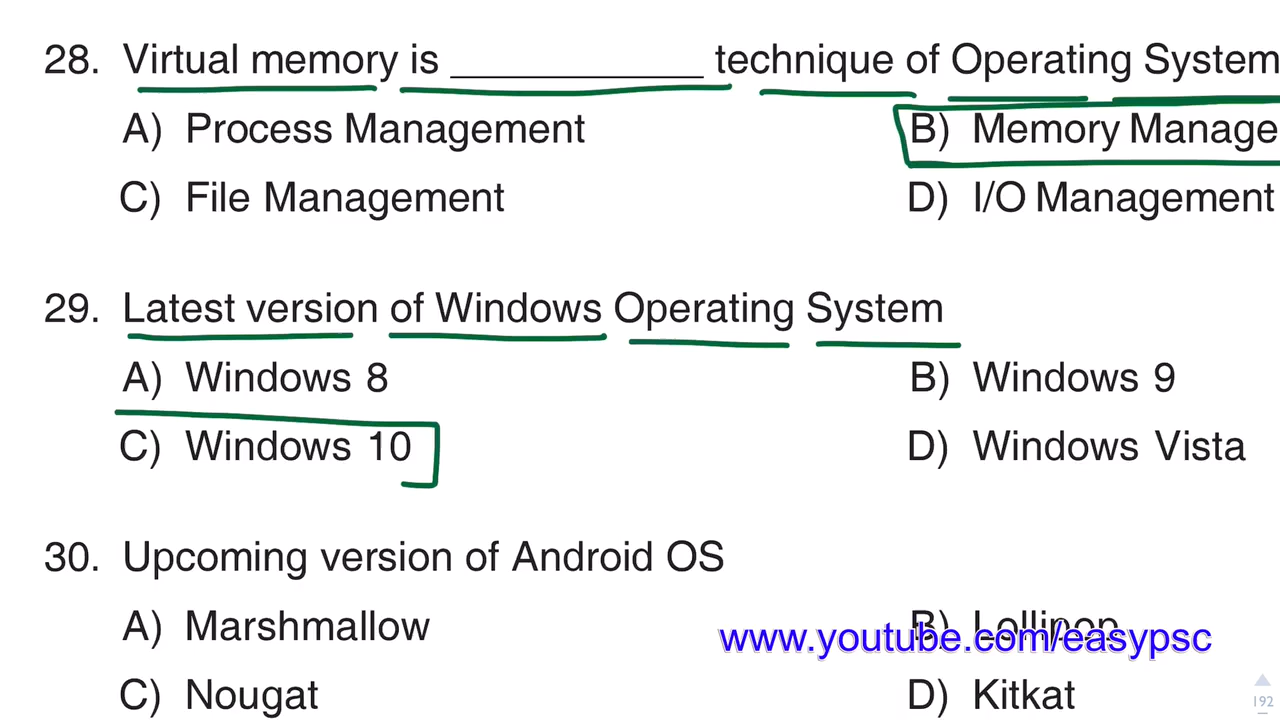 28. Virtual memory is ____________ technique of Operating System
A) Process Management B) Memory Manage
C) File Management D) I/O Management
29. Latest version of Windows Operating System
A) Windows 8 B) Windows 9
C) Windows 10 D) Windows Vista
30. Upcoming version of Android OS
A) Marshmallow B) Lollipop
www.youtube.com/easypsc
C) Nougat D) Kitkat
192